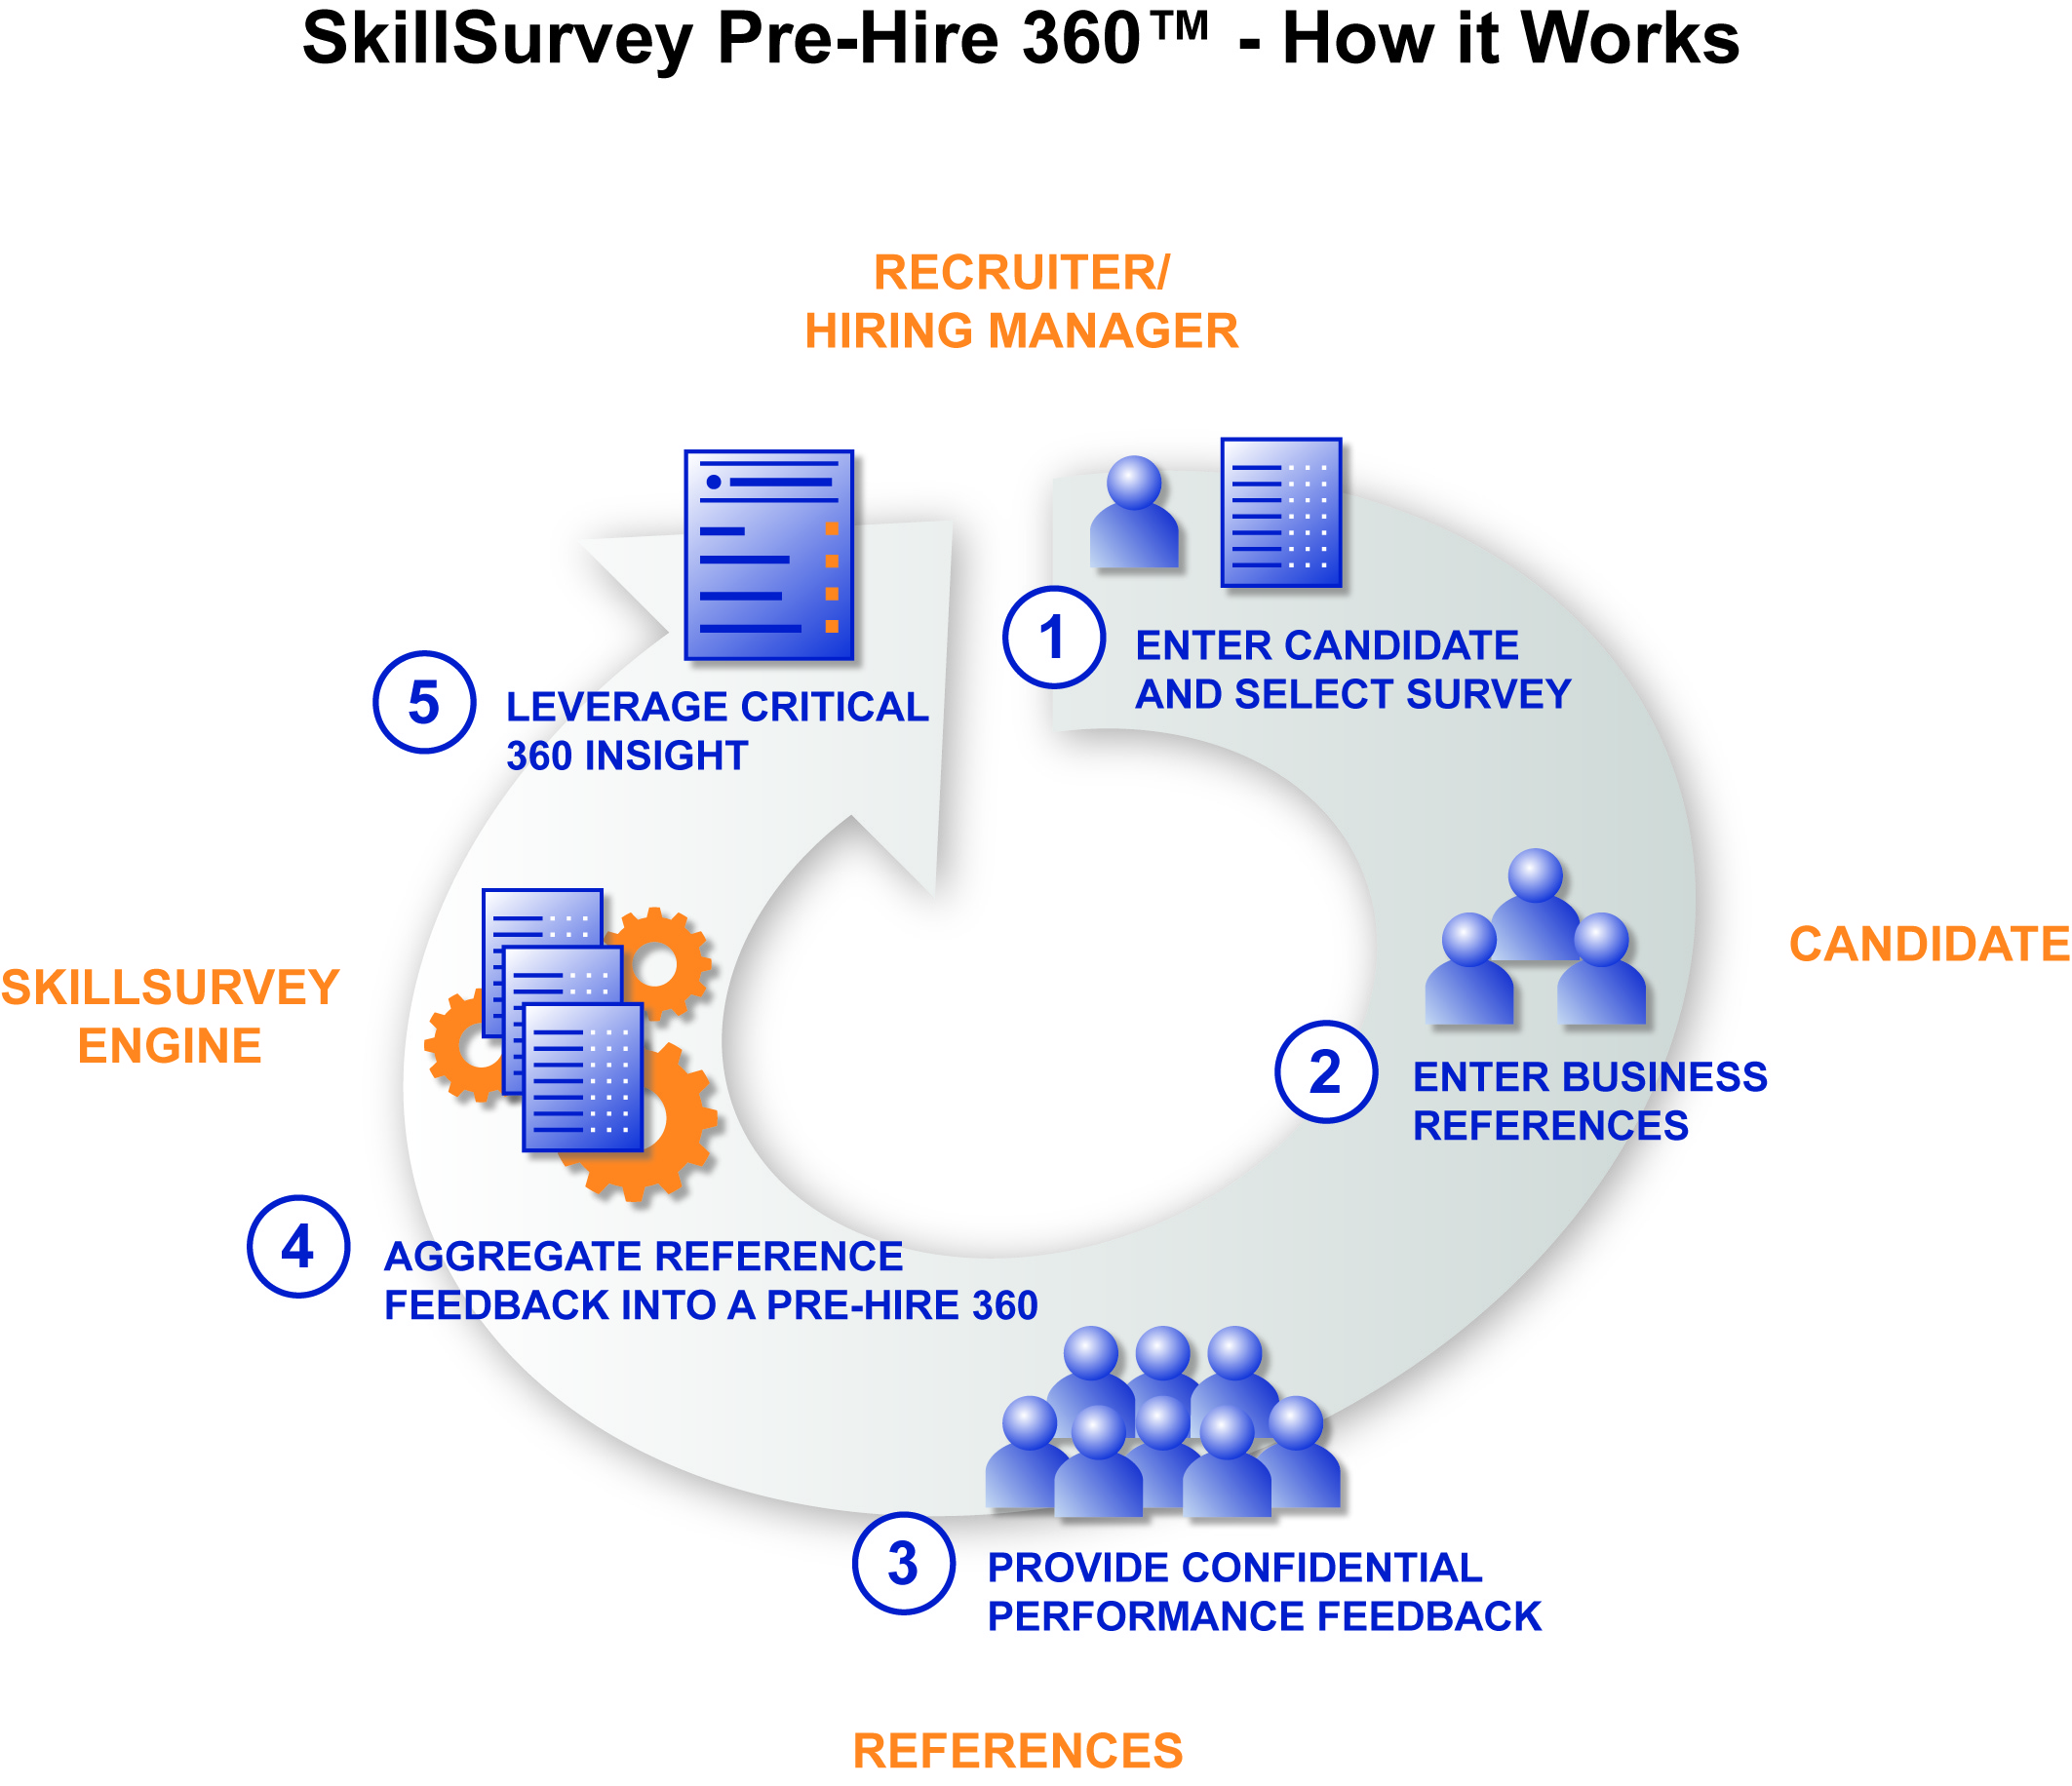 SkillSurvey Pre-Hire 360™ - How it Works
RECRUITER/
HIRING MANAGER
1
ENTER CANDIDATE
AND SELECT SURVEY
CANDIDATE
2
ENTER BUSINESS
REFERENCES
3
PROVIDE CONFIDENTIAL
PERFORMANCE FEEDBACK
REFERENCES
4
AGGREGATE REFERENCE
FEEDBACK INTO A PRE-HIRE 360
SKILLSURVEY
ENGINE
5
LEVERAGE CRITICAL
360 INSIGHT